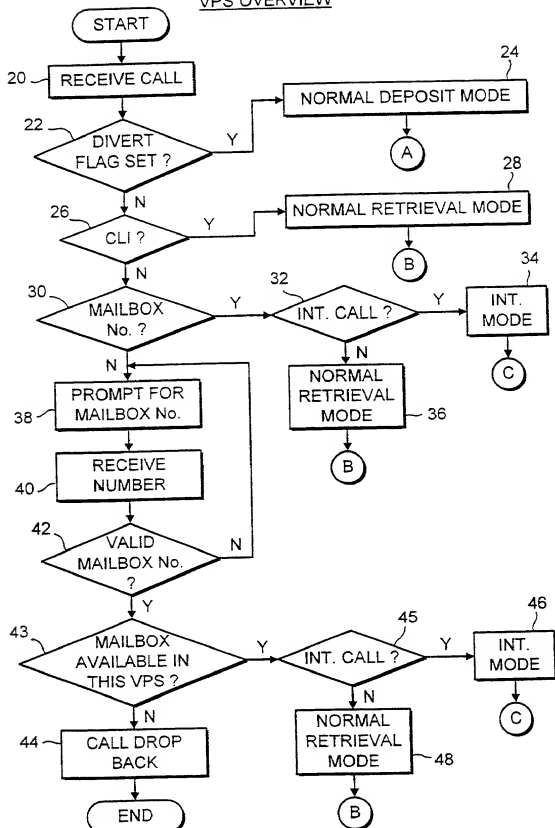 VPS OVERVIEW
START
20
RECEIVE CALL
24
NORMAL DEPOSIT MODE
22
DIVERT
FLAG SET ?
Y
A
N
28
NORMAL RETRIEVAL MODE
26
CLI ?
Y
B
N
34
30
MAILBOX
No. ?
Y
32
INT. CALL ?
Y
INT.
MODE
N
N
C
38
PROMPT FOR
MAILBOX No.
NORMAL
RETRIEVAL
MODE
36
40
RECEIVE
NUMBER
B
42
VALID
MAILBOX No.
?
N
Y
43
MAILBOX
AVAILABLE IN
THIS VPS ?
Y
45
INT. CALL ?
Y
46
INT.
MODE
N
N
C
44
CALL DROP
BACK
NORMAL
RETRIEVAL
MODE
48
END
B